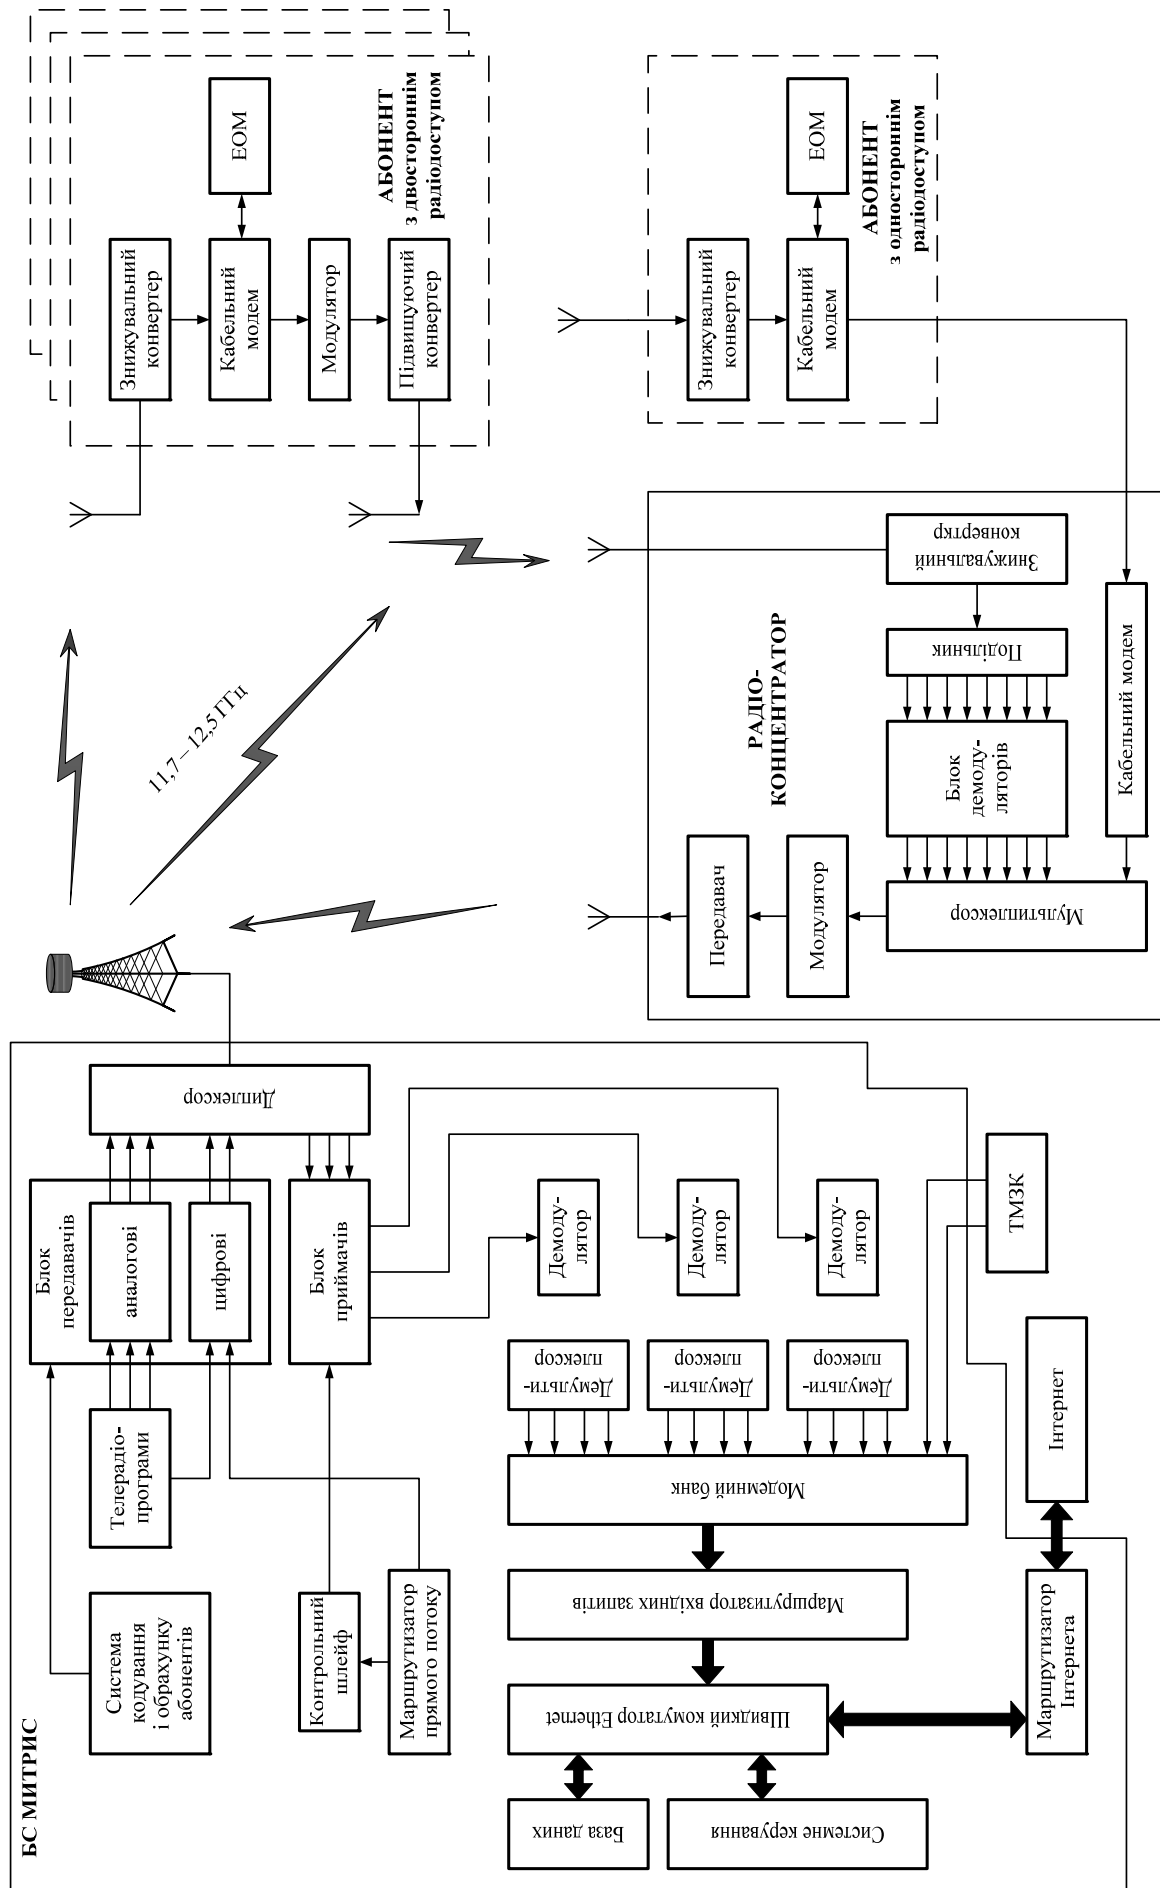 БС МИТРИС
Система
кодування
і обрахунку
абонентів
Телерадіо-
програми
Блок
передавачів
аналогові
цифрові
Диплексор
Контрольний
шлейф
Блок
приймачів
Маршрутизатор
прямого потоку
База даних
Системне керування
Швидкий комутатор Ethernet
Маршрутизатор вхідних запитів
Модемний банк
Демульти-
плексор
Демульти-
плексор
Демульти-
плексор
Демоду-
лятор
Демоду-
лятор
Демоду-
лятор
Маршрутизатор
Інтернета
Інтернет
ТМЗК
11,7 – 12,5 ГГц
РАДІО-
КОНЦЕНТРАТОР
Передавач
Модулятор
Мультиплексор
Блок
демоду-
ляторів
Подільник
Знижувальний
конверткр
Кабельний модем
Знижувальний
конвертер
Кабельний
модем
Модулятор
Підвищуючий
конвертер
ЕОМ
АБОНЕНТ
з двостороннім
радіодоступом
Знижувальний
конвертер
Кабельний
модем
ЕОМ
АБОНЕНТ
з одностороннім
радіодоступом